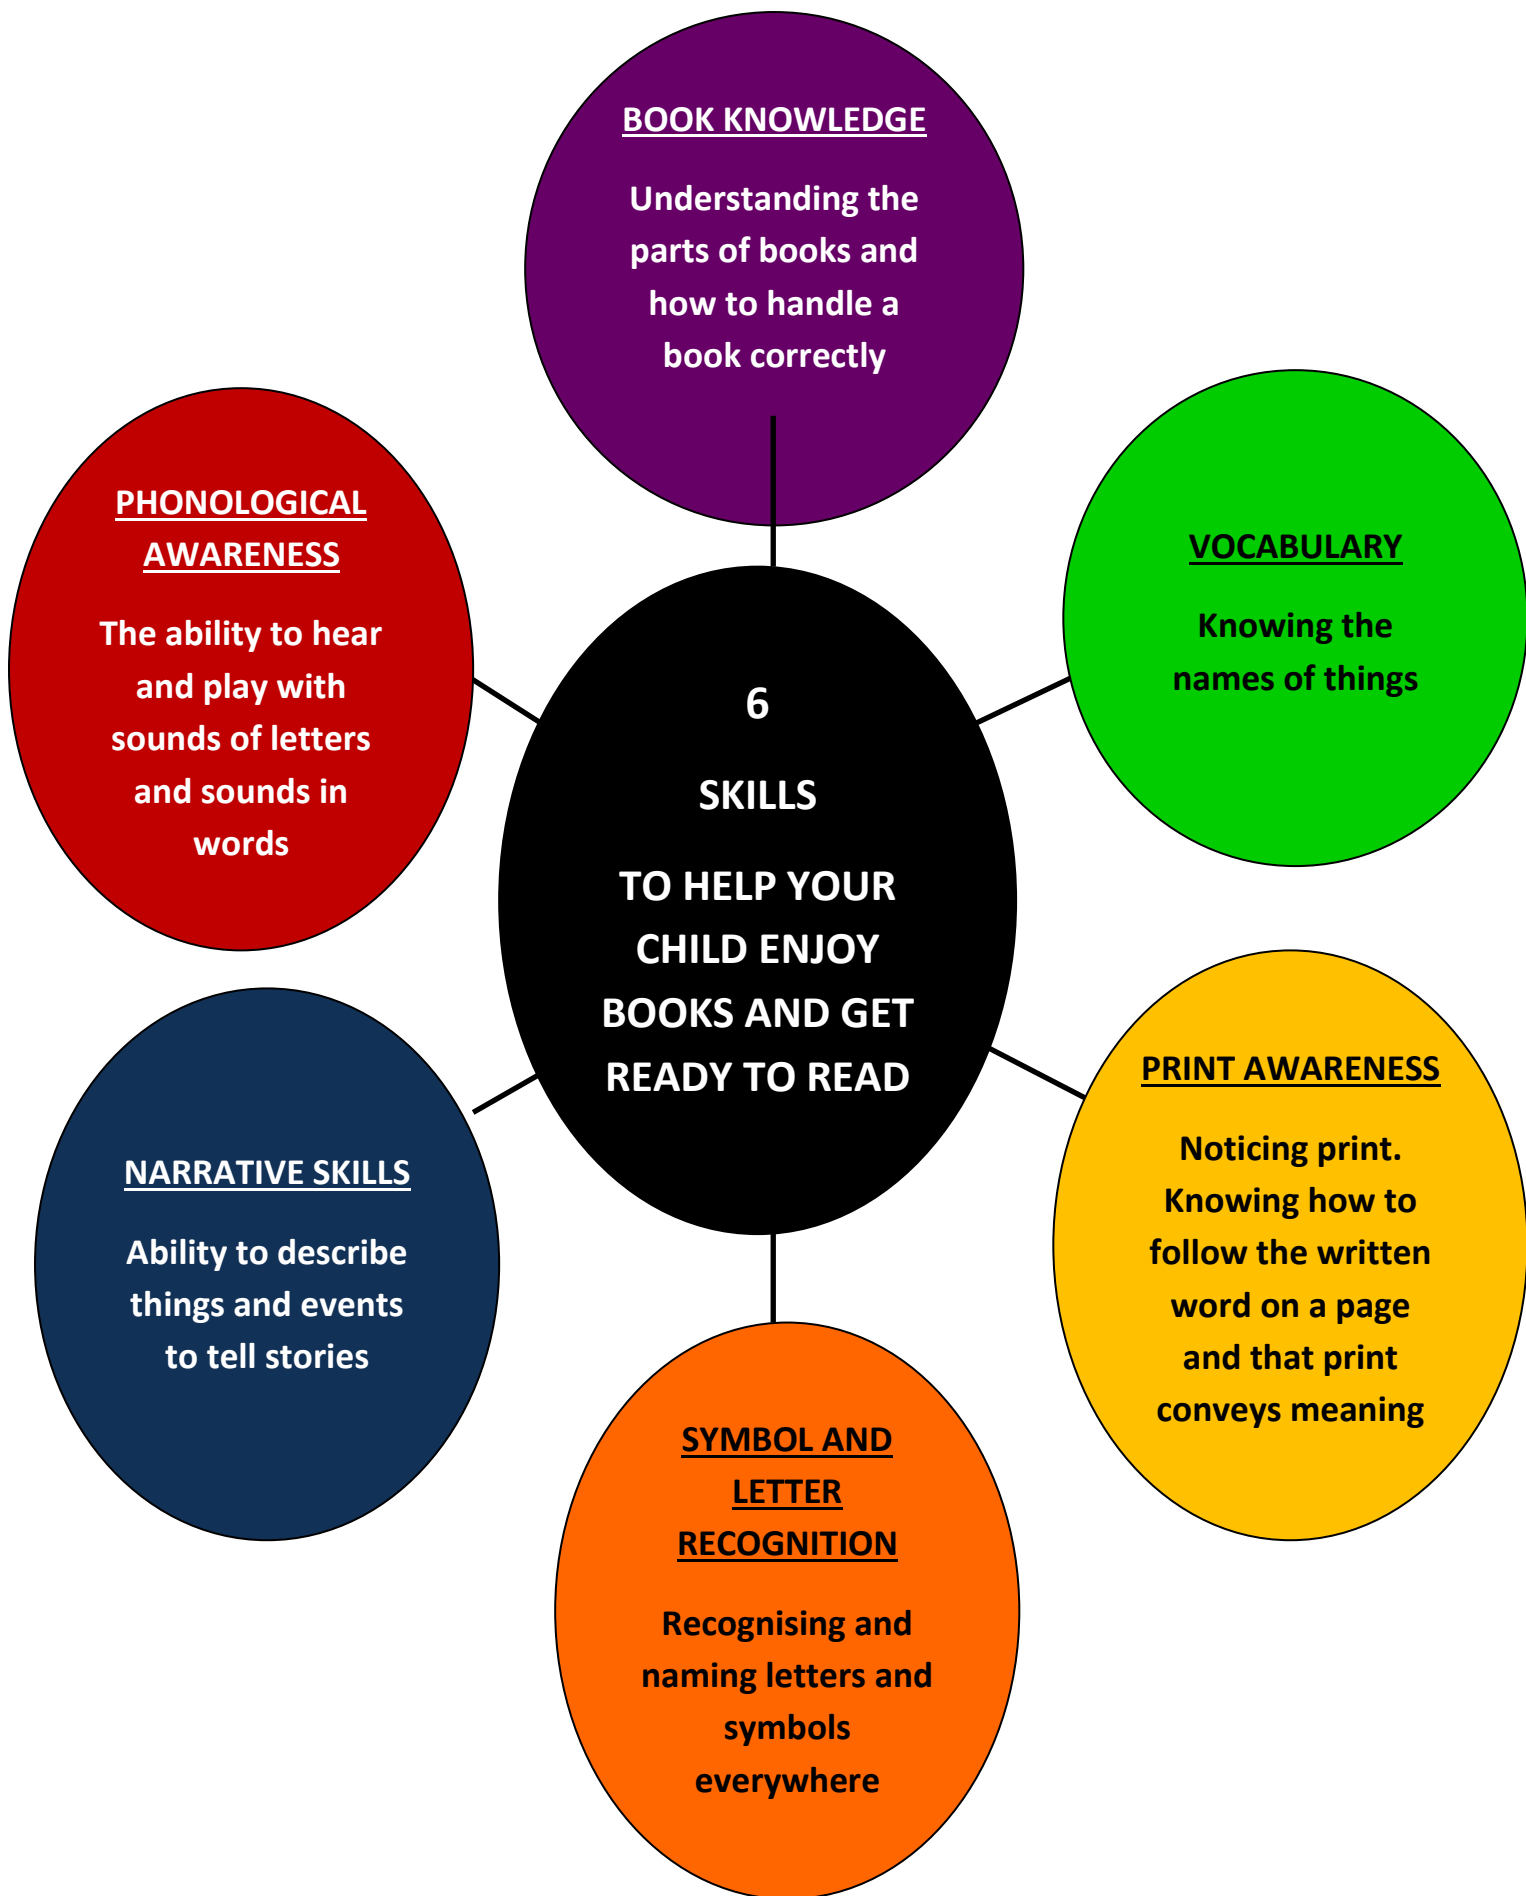 BOOK KNOWLEDGE
Understanding the
parts of books and
how to handle a
book correctly
PHONOLOGICAL
AWARENESS
The ability to hear
and play with
sounds of letters
and sounds in
words
VOCABULARY
Knowing the
names of things
6
SKILLS
TO HELP YOUR
CHILD ENJOY
BOOKS AND GET
READY TO READ
NARRATIVE SKILLS
Ability to describe
things and events
to tell stories
PRINT AWARENESS
Noticing print.
Knowing how to
follow the written
word on a page
and that print
conveys meaning
SYMBOL AND
LETTER
RECOGNITION
Recognising and
naming letters and
symbols
everywhere